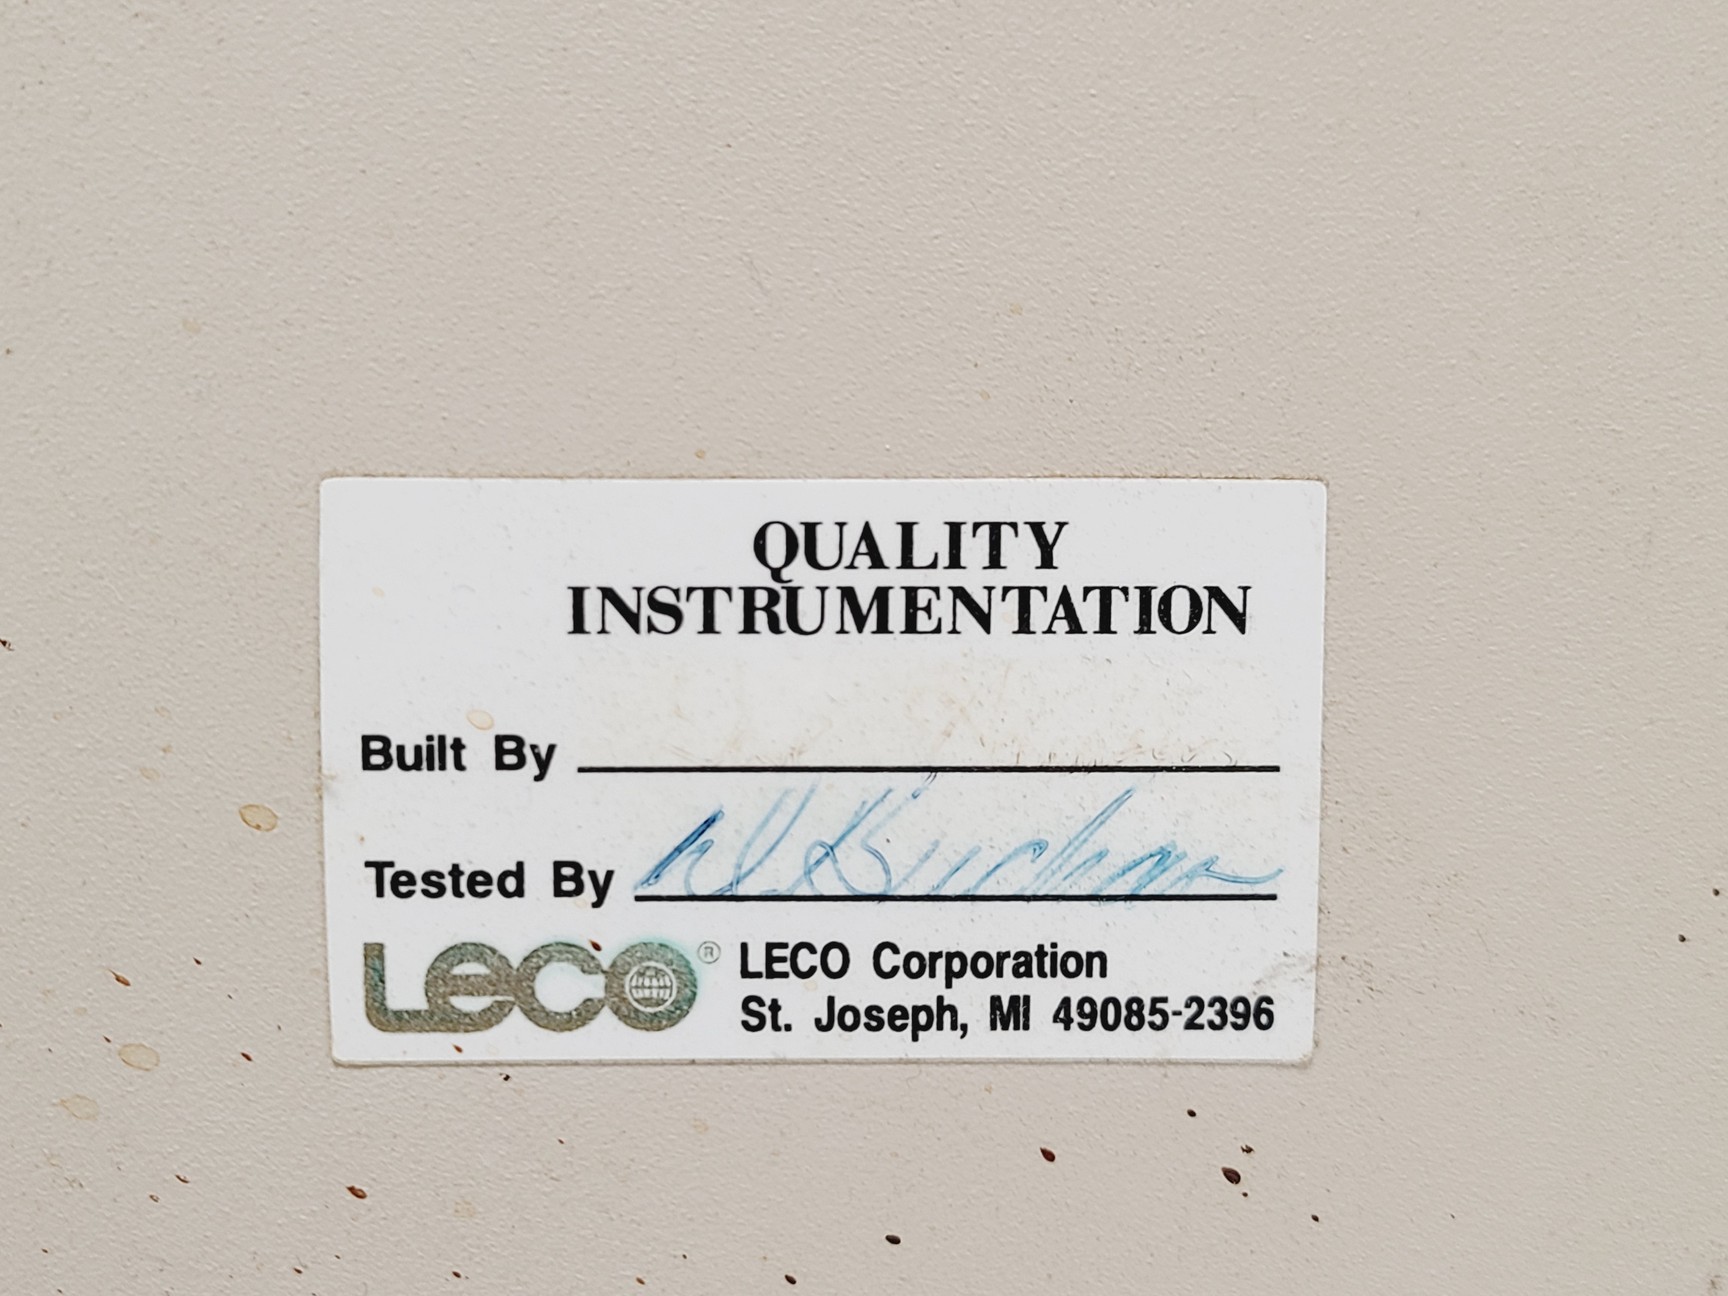 QUALITY
INSTRUMENTATION
Built By
Tested By
LECO® LECO Corporation
St. Joseph, MI 49085-2396